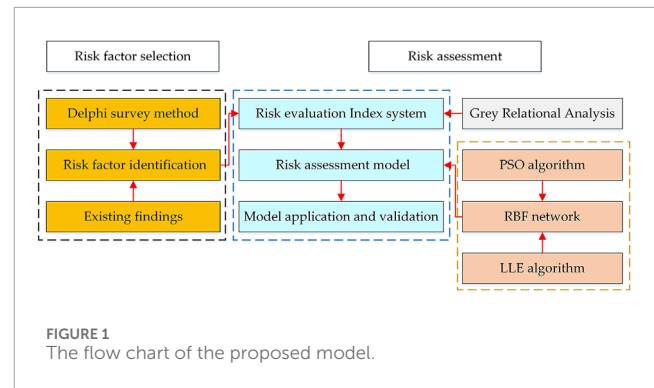 Risk factor selection
Risk assessment
Delphi survey method
Risk evaluation Index system
Grey Relational Analysis
Risk factor identification
Risk assessment model
PSO algorithm
Existing findings
Model application and validation
RBF network
LLE algorithm
FIGURE 1
The flow chart of the proposed model.